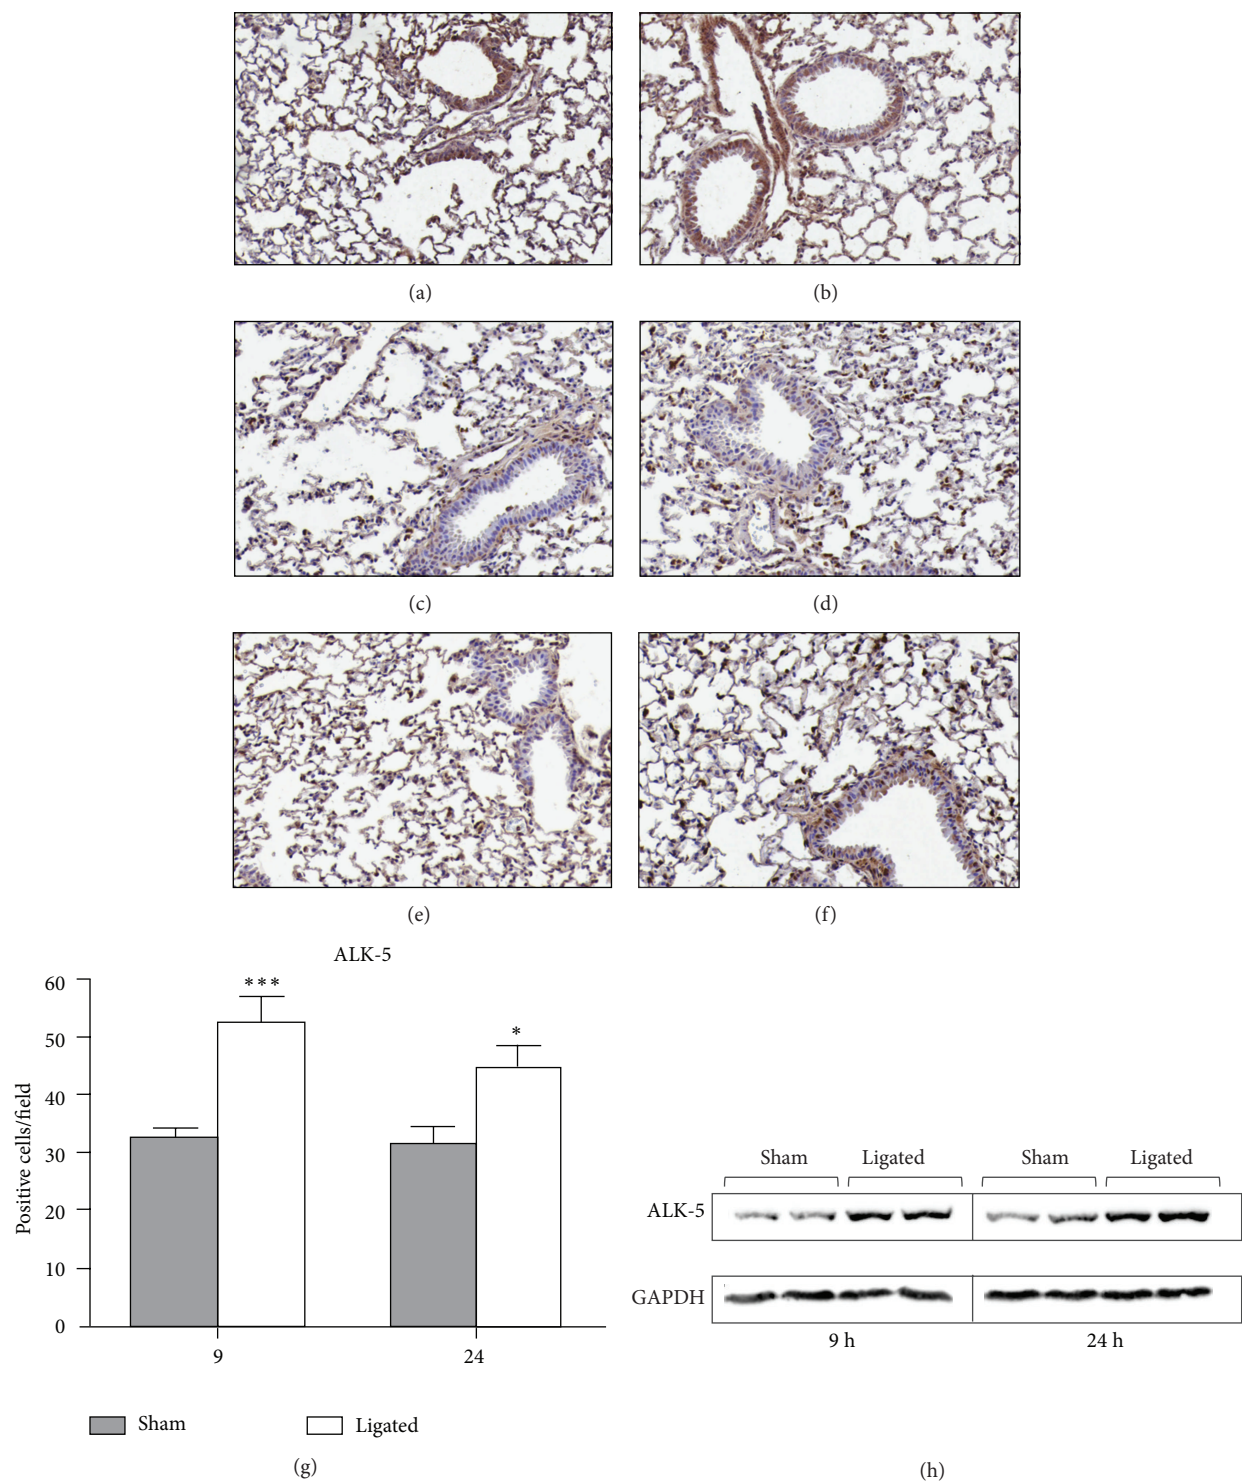 (a)
(b)
(c)
(d)
(e)
(f)
ALK-5
Positive cells/field
60
50
40
30
20
10
0
***
*
9
24
Sham
Ligated
(g)
Sham
Ligated
Sham
Ligated
ALK-5
GAPDH
9 h
24 h
(h)